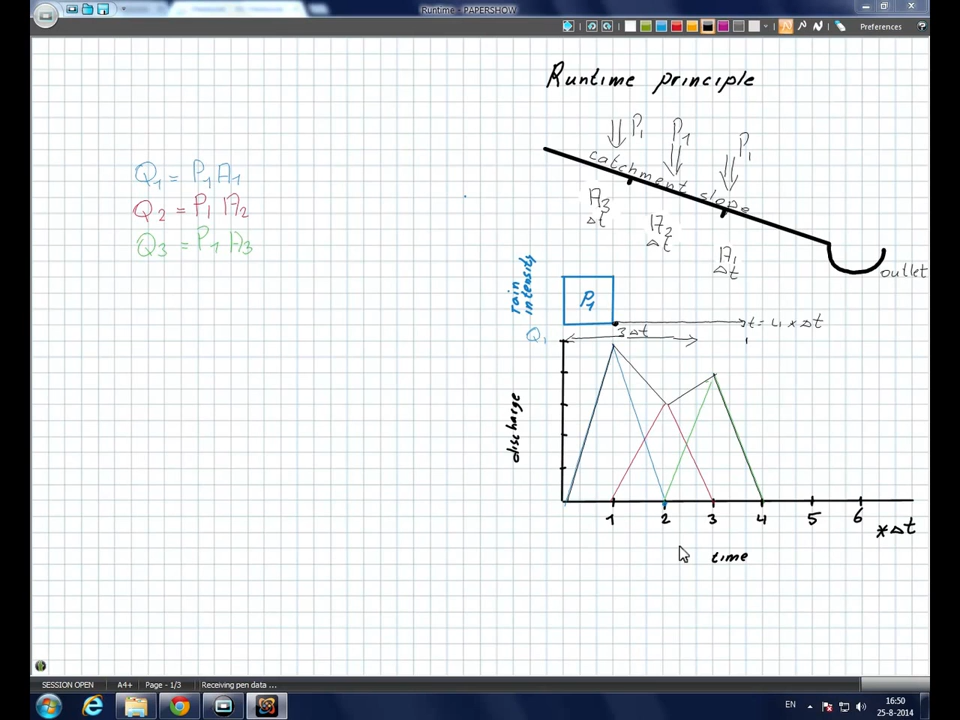 Runtime - PAPERSHOW
Preferences
Runtime principle
P1
P1
P1
catchment slope
A3
Δt
A2
Δt
A1
Δt
outlet
Q1 = P1 A1
Q2 = P1 A2
Q3 = P1 A3
rain intensity
P1
t = 4 x Δt
3Δt
Q1
discharge
1 2 3 4 5 6 *Δt
time
SESSION OPEN A4+ Page - 1/3 Receiving pen data ...
EN 16:50
25-8-2014